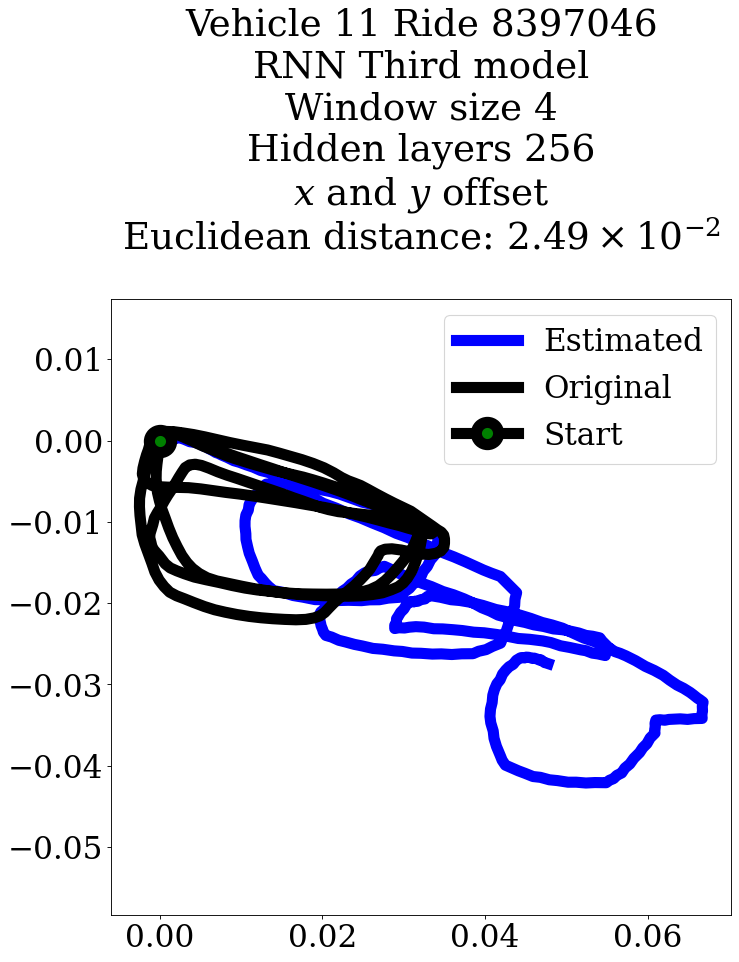 Vehicle 11 Ride 8397046
RNN Third model
Window size 4
Hidden layers 256
x and y offset
Euclidean distance: 2.49 × 10⁻²
Estimated
Original
Start
0.01
0.00
−0.01
−0.02
−0.03
−0.04
−0.05
0.00 0.02 0.04 0.06